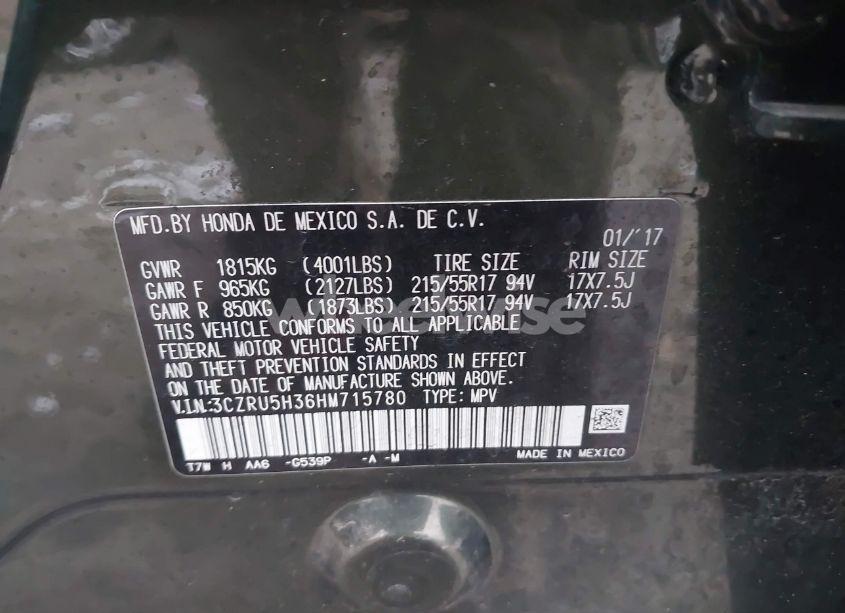 MFD.BY HONDA DE MEXICO S.A. DE C.V.
01/'17
GVWR 1815KG (4001LBS) TIRE SIZE RIM SIZE
GAWR F 965KG (2127LBS) 215/55R17 94V 17X7.5J
GAWR R 850KG (1873LBS) 215/55R17 94V 17X7.5J
THIS VEHICLE CONFORMS TO ALL APPLICABLE
FEDERAL MOTOR VEHICLE SAFETY
AND THEFT PREVENTION STANDARDS IN EFFECT
ON THE DATE OF MANUFACTURE SHOWN ABOVE.
V.I.N.:3CZRU5H36HM715780 TYPE: MPV
T7W H AA6 -G539P -A -M
MADE IN MEXICO